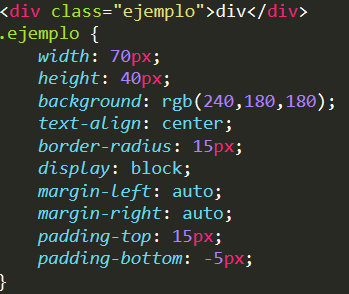 <div class="ejemplo">div</div>
.ejemplo {
    width: 70px;
    height: 40px;
    background: rgb(240,180,180);
    text-align: center;
    border-radius: 15px;
    display: block;
    margin-left: auto;
    margin-right: auto;
    padding-top: 15px;
    padding-bottom: -5px;
}